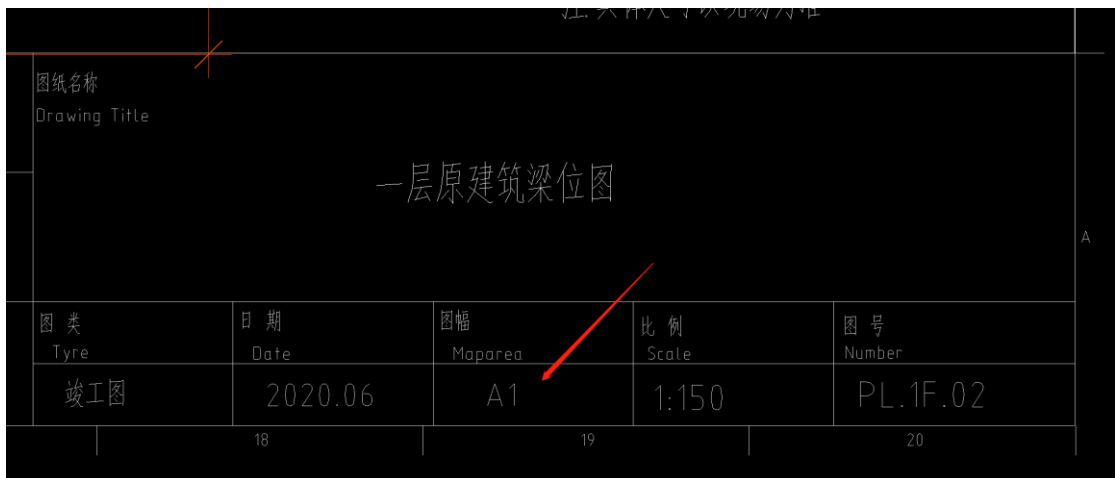 图纸名称
Drawing Title
一层原建筑梁位图
A
图 类
日 期
图幅
比 例
图 号
Tyre
Date
Maparea
Scale
Number
竣工图
2020.06
A1
1:150
PL.1F.02
18
19
20